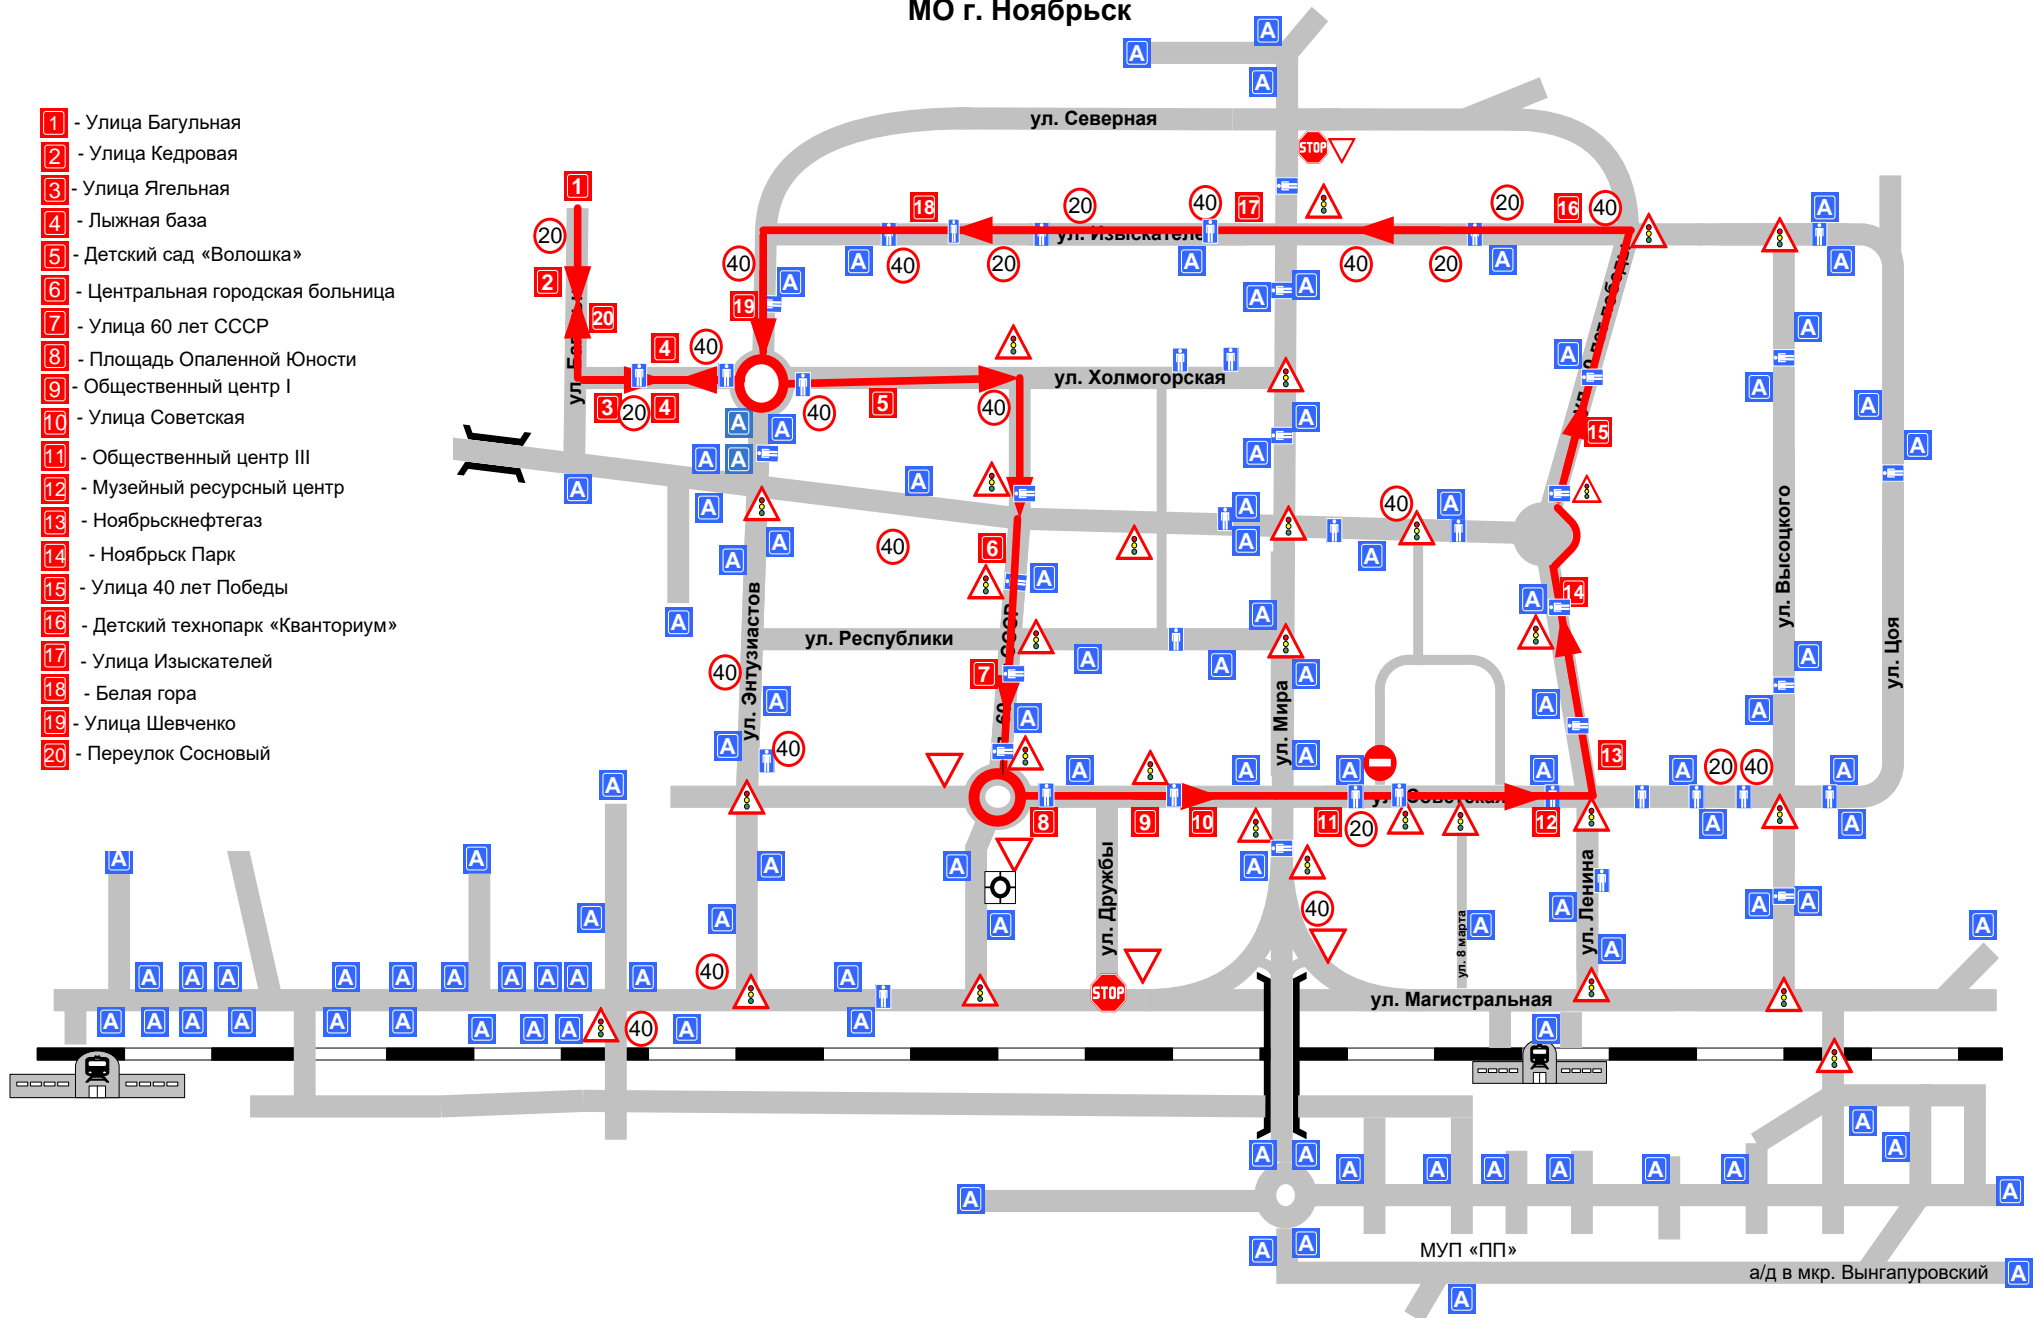 МО г. Ноябрьск
1 - Улица Багульная
2 - Улица Кедровая
3 - Улица Ягельная
4 - Лыжная база
5 - Детский сад «Волошка»
6 - Центральная городская больница
7 - Улица 60 лет СССР
8 - Площадь Опаленной Юности
9 - Общественный центр I
10 - Улица Советская
11 - Общественный центр III
12 - Музейный ресурсный центр
13 - Ноябрьскнефтегаз
14 - Ноябрьск Парк
15 - Улица 40 лет Победы
16 - Детский технопарк «Кванториум»
17 - Улица Изыскателей
18 - Белая гора
19 - Улица Шевченко
20 - Переулок Сосновый
ул. Северная
STOP
ул. Изыскателе
ул. Холмогорская
ул. Республики
ул. Энтузиастов
ул. Мира
ул. Высоцкого
ул. Цоя
ул. Дружбы
ул. 8 марта
ул. Ленина
STOP
ул. Магистральная
МУП «ПП»
а/д в мкр. Вынгапуровский